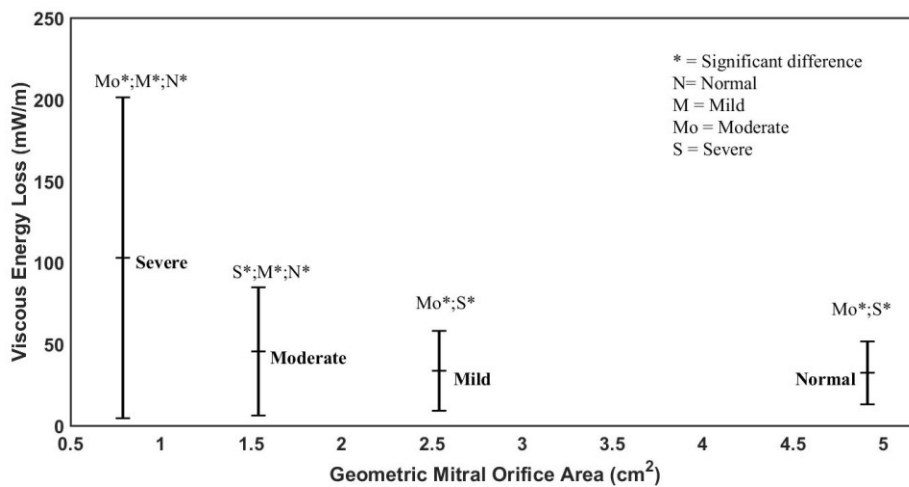 250
200
150
100
50
0
Viscous Energy Loss (mW/m)
Mo*;M*;N*
Severe
S*;M*;N*
Moderate
Mo*;S*
Mild
Mo*;S*
Normal
* = Significant difference
N= Normal
M = Mild
Mo = Moderate
S = Severe
0.5 1 1.5 2 2.5 3 3.5 4 4.5 5
Geometric Mitral Orifice Area (cm²)